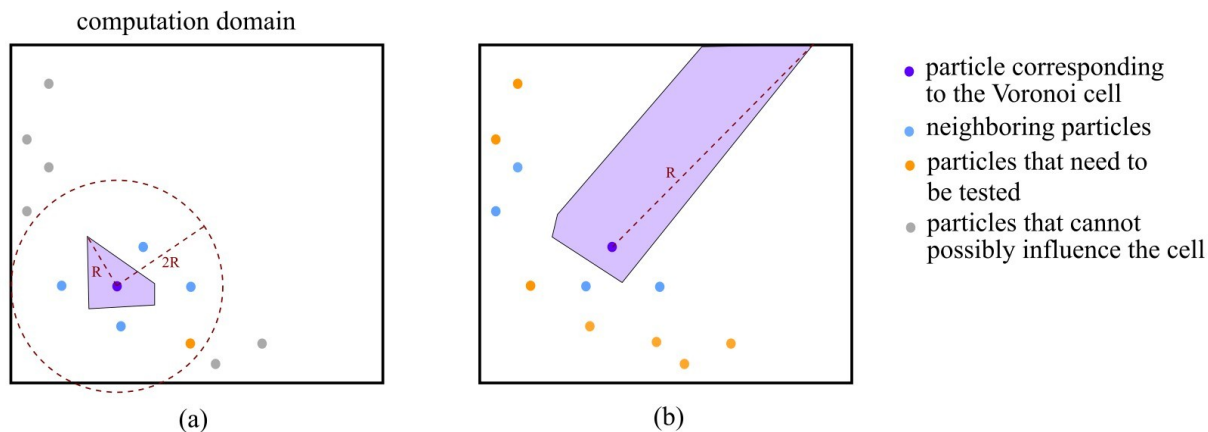 computation domain
R
2R
(a)
R
(b)
particle corresponding
to the Voronoi cell
neighboring particles
particles that need to
be tested
particles that cannot
possibly influence the cell